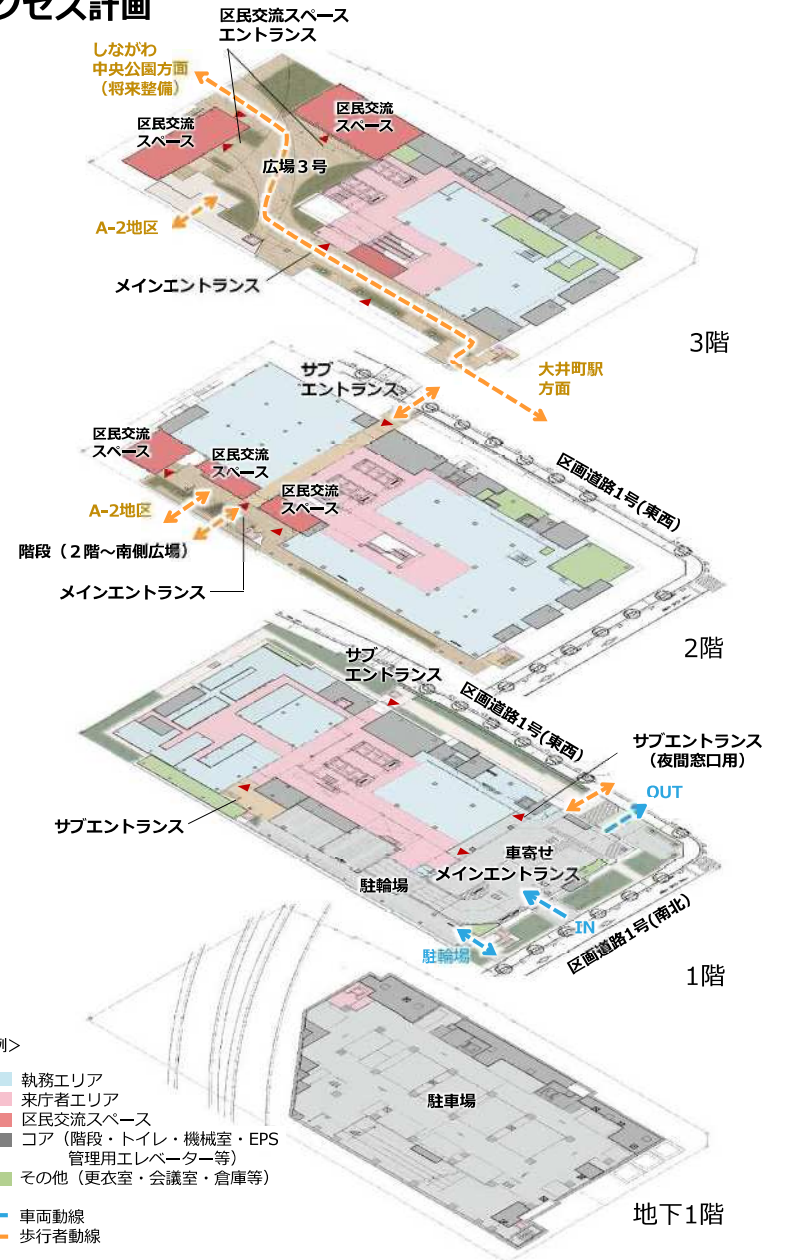 クセス計画
区民交流スペース
エントランス
しながわ
中央公園方面
（将来整備）
区民交流
スペース
区民交流
スペース
広場３号
A-2地区
メインエントランス
3階
大井町駅
方面
サブ
エントランス
区民交流
スペース
区民交流
スペース
区民交流
スペース
区画道路1号(東西)
A-2地区
階段（２階～南側広場）
メインエントランス
2階
サブ
エントランス
区画道路1号(東西)
サブエントランス
（夜間窓口用）
OUT
サブエントランス
車寄せ
メインエントランス
駐輪場
IN
駐輪場
区画道路1号(南北)
1階
駐車場
例＞
執務エリア
来庁者エリア
区民交流スペース
コア（階段・トイレ・機械室・EPS
管理用エレベーター等）
その他（更衣室・会議室・倉庫等）
車両動線
歩行者動線
地下1階